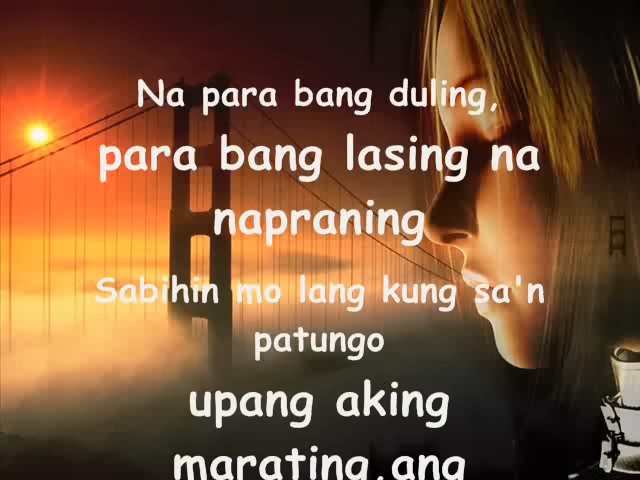 Na para bang duling,
para bang lasing na
napraning
Sabihin mo lang kung sa'n
patungo
upang aking
marating,ang